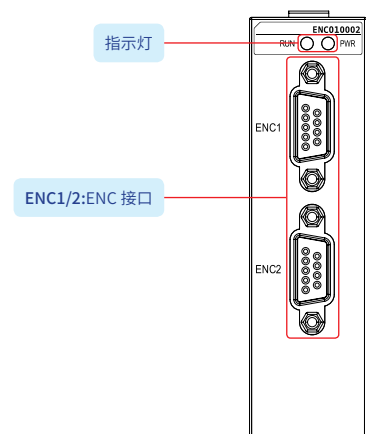 ENC010002
指示灯
RUN PWR
ENC1
ENC1/2:ENC 接口
ENC2